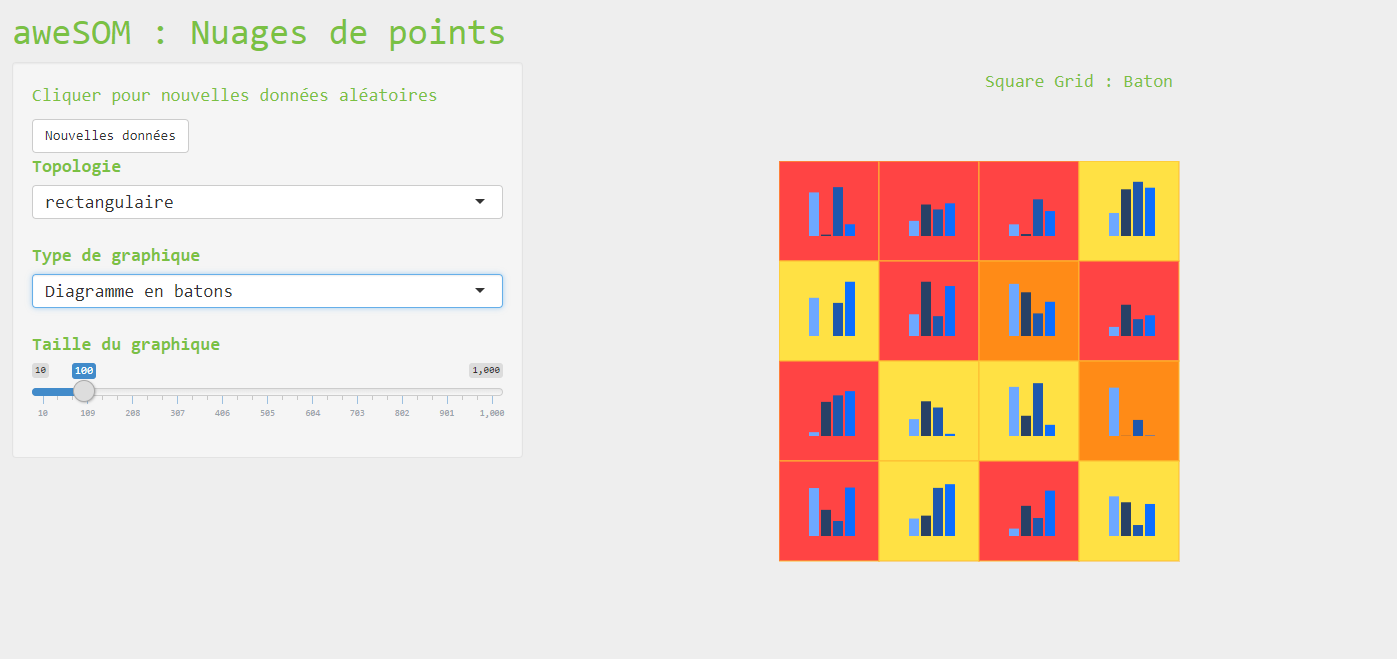 aweSOM : Nuages de points
Cliquer pour nouvelles données aléatoires
Nouvelles données
Topologie
rectangulaire
Type de graphique
Diagramme en batons
Taille du graphique
10 100 1,000
10 109 208 307 406 505 604 703 802 901 1,000
Square Grid : Baton